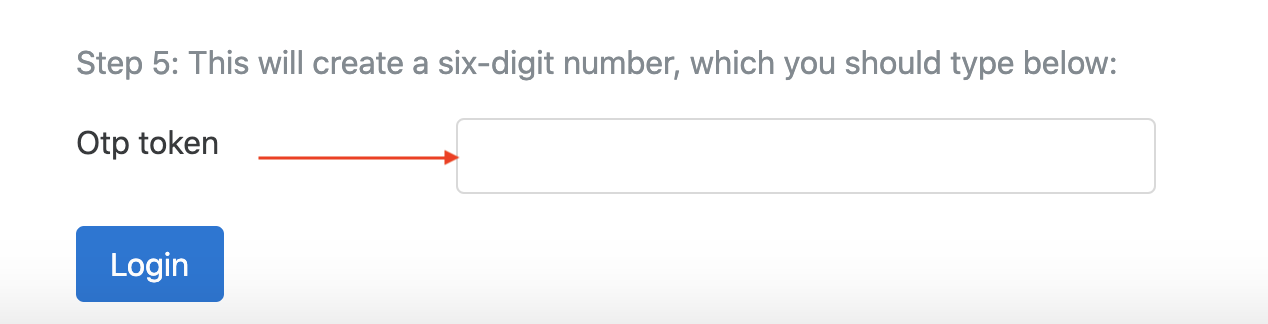 Step 5: This will create a six-digit number, which you should type below:
Otp token
Login